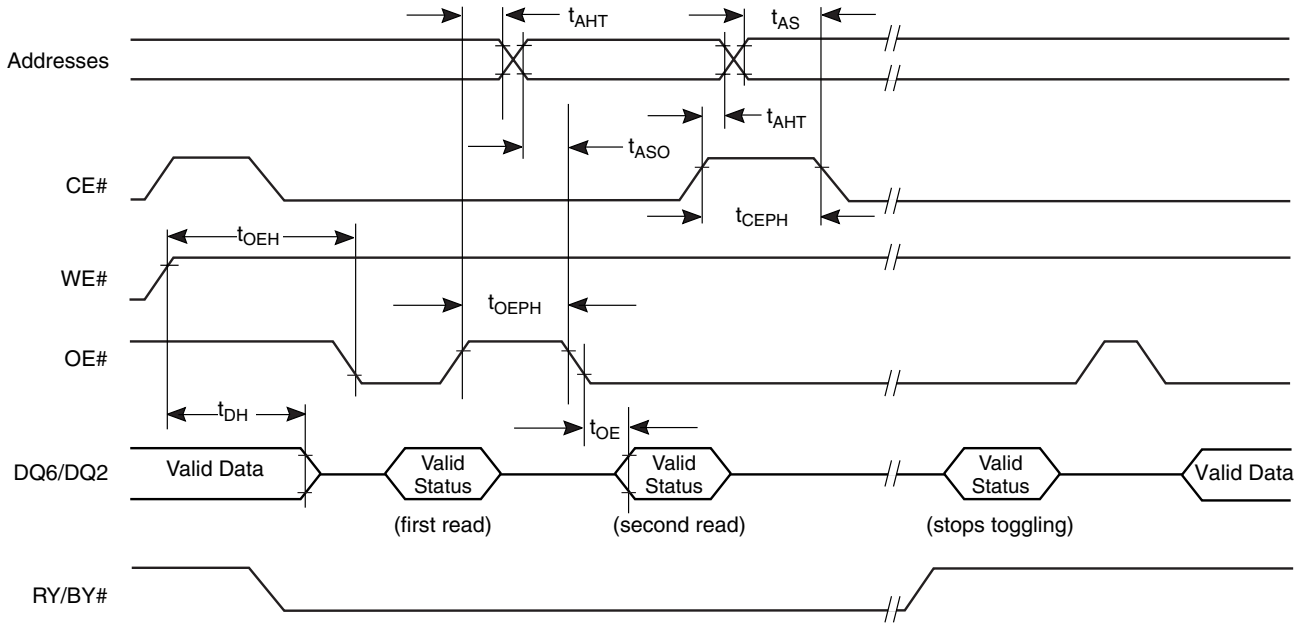 t_AHT
t_AS
Addresses
t_AHT
t_ASO
CE#
t_CEPH
t_OEH
WE#
t_OEPH
OE#
t_DH
t_OE
DQ6/DQ2
Valid Data
Valid
Status
Valid
Status
Valid
Status
Valid Data
(first read)
(second read)
(stops toggling)
RY/BY#